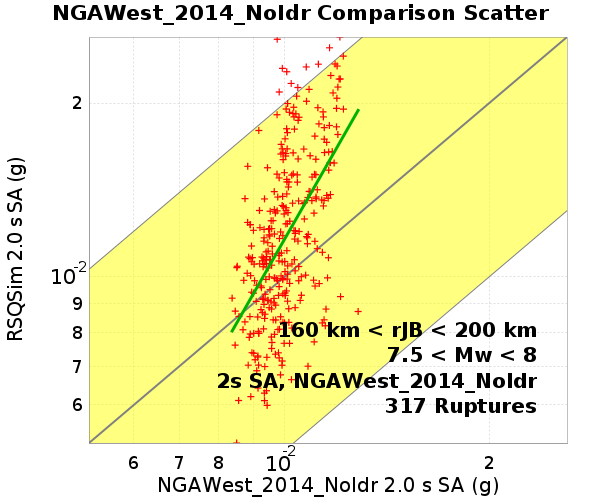 NGAWest_2014_NoIdr Comparison Scatter
RSQSim 2.0 s SA (g)
2
10-2
9
8
7
6
160 km < rJB < 200 km
7.5 < Mw < 8
2s SA, NGAWest_2014_NoIdr
317 Ruptures
6 7 8 10-2 2
NGAWest_2014_NoIdr 2.0 s SA (g)